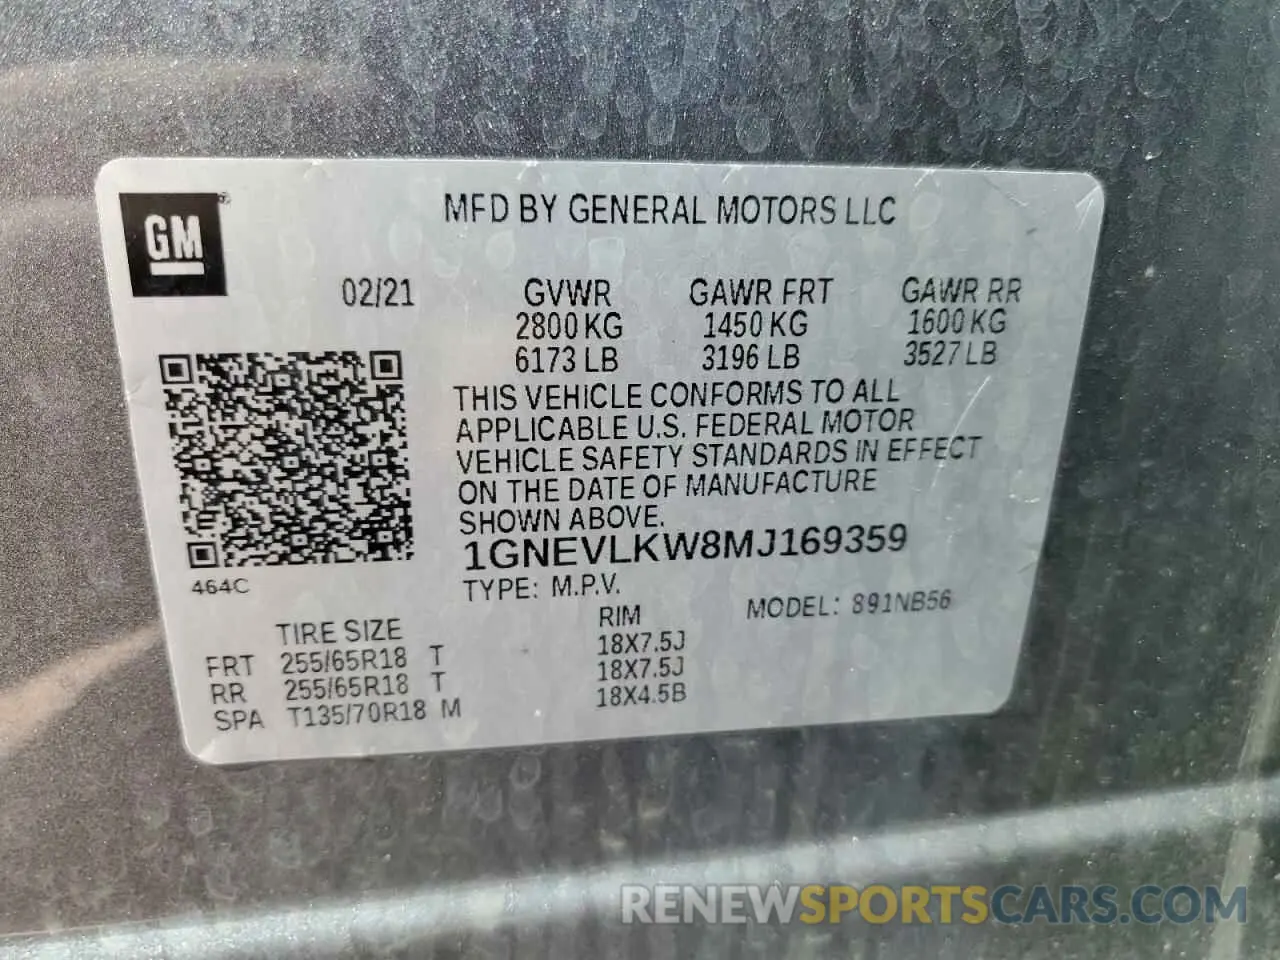 GM®
MFD BY GENERAL MOTORS LLC
02/21
GVWR GAWR FRT GAWR RR
2800 KG 1450 KG 1600 KG
6173 LB 3196 LB 3527 LB
THIS VEHICLE CONFORMS TO ALL
APPLICABLE U.S. FEDERAL MOTOR
VEHICLE SAFETY STANDARDS IN EFFECT
ON THE DATE OF MANUFACTURE
SHOWN ABOVE.
1GNEVLKW8MJ169359
464C
TYPE: M.P.V. MODEL: 891NB56
TIRE SIZE RIM
FRT 255/65R18 T 18X7.5J
RR 255/65R18 T 18X7.5J
SPA T135/70R18 M 18X4.5B
RENEWSPORTSCARS.COM